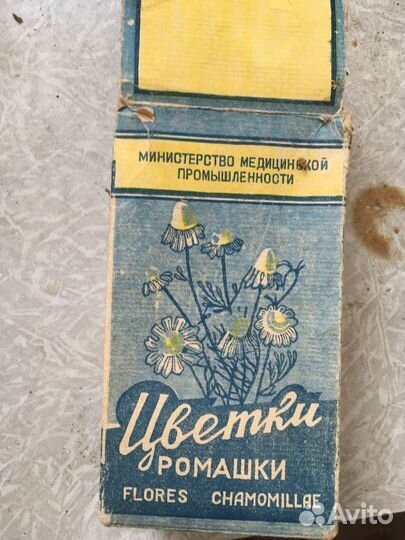 МИНИСТЕРСТВО МЕДИЦИНСКОЙ
ПРОМЫШЛЕННОСТИ
Цветки
РОМАШКИ
FLORES CHAMOMILLAE
Avito